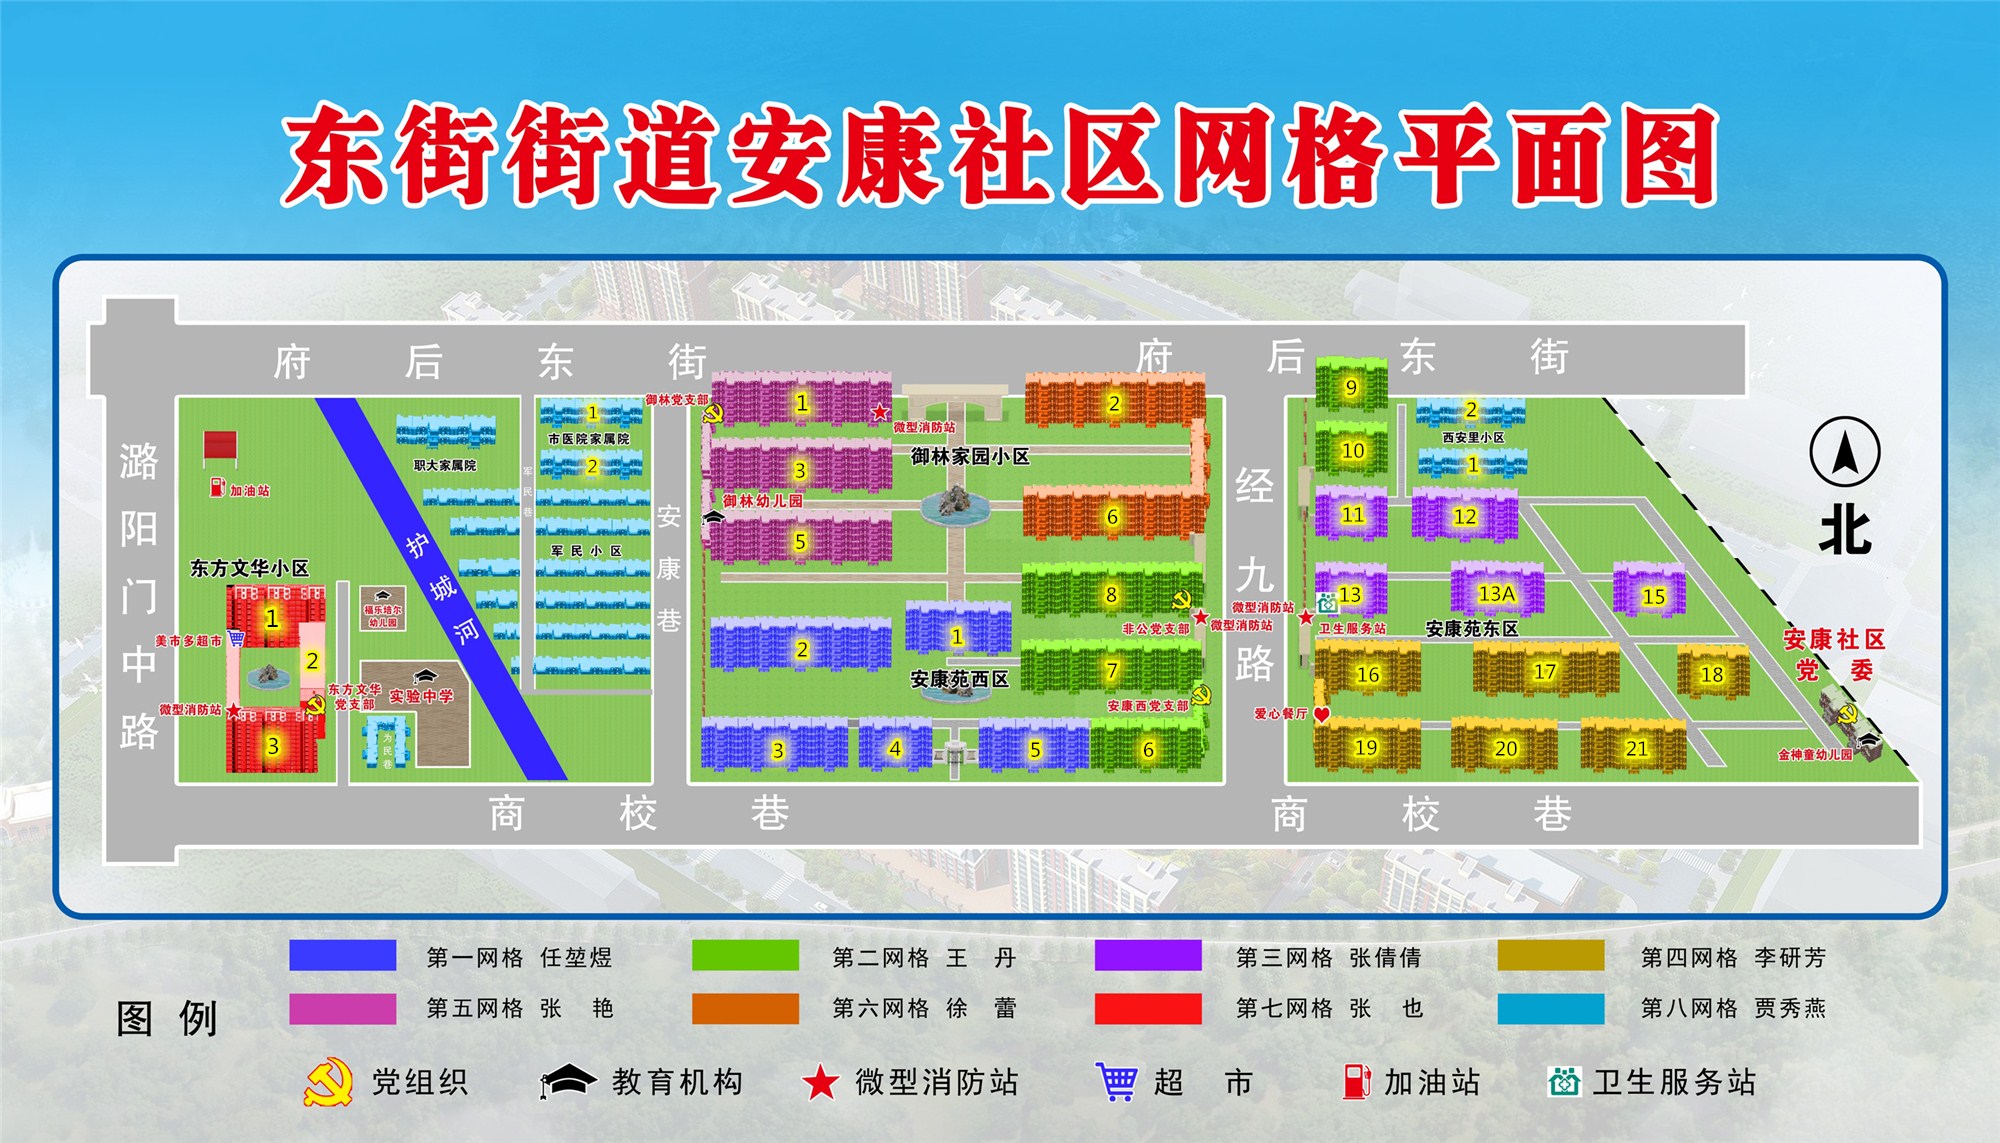 东街街道安康社区网格平面图
府后东街
府后东街
潞阳门中路
加油站
护城河
职大家属院
1
市医院家属院
2
军民巷
军民小区
安康巷
东方文华小区
1
2
3
美市多超市
微型消防站
东方文华
党支部
福乐培尔
幼儿园
实验中学
为民巷
御林党支部
1
微型消防站
2
3
御林家园小区
御林幼儿园
5
6
8
非公党支部
微型消防站
1
2
安康苑西区
7
安康西党支部
3
4
5
6
经九路
9
10
2
西安里小区
1
11
12
微型消防站
13
卫生服务站
13A
15
安康苑东区
16
17
18
爱心餐厅
19
20
21
北
安康社区
党委
金神童幼儿园
商校巷
商校巷
图例
第一网格 任堃煜
第二网格 王丹
第三网格 张倩倩
第四网格 李研芳
第五网格 张艳
第六网格 徐蕾
第七网格 张也
第八网格 贾秀燕
党组织
教育机构
微型消防站
超市
加油站
卫生服务站